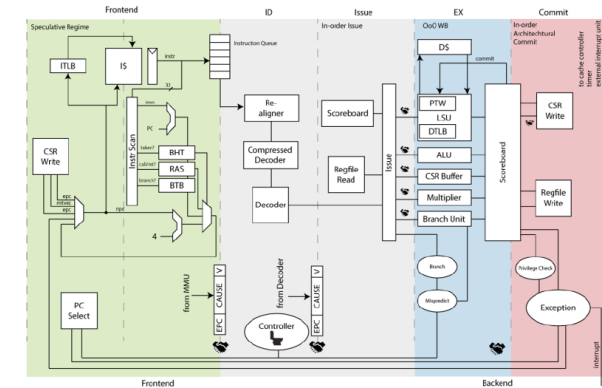 Frontend
ID
Issue
EX
Commit
Speculative Regime
In-order Issue
OoO WB
In-order
Architechtural
Commit
to cache controller
timer
external interrupt unit
ITLB
IS
instr
Instruction Queue
D$
commit
32
Instr Scan
imm
PC
taken?
BHT
call/ret?
RAS
branch?
BTB
Re-
aligner
Compressed
Decoder
Decoder
Scoreboard
Regfile
Read
Issue
PTW
LSU
DTLB
ALU
CSR Buffer
Multiplier
Branch Unit
Scoreboard
CSR
Write
Regfile
Write
CSR
Write
epc
mtvec
epc
npc
4
PC
Select
from MMU
EPC
CAUSE
V
from Decoder
EPC
CAUSE
V
Controller
Branch
Mispredict
Privilege Check
Exception
interrupt
Frontend
Backend